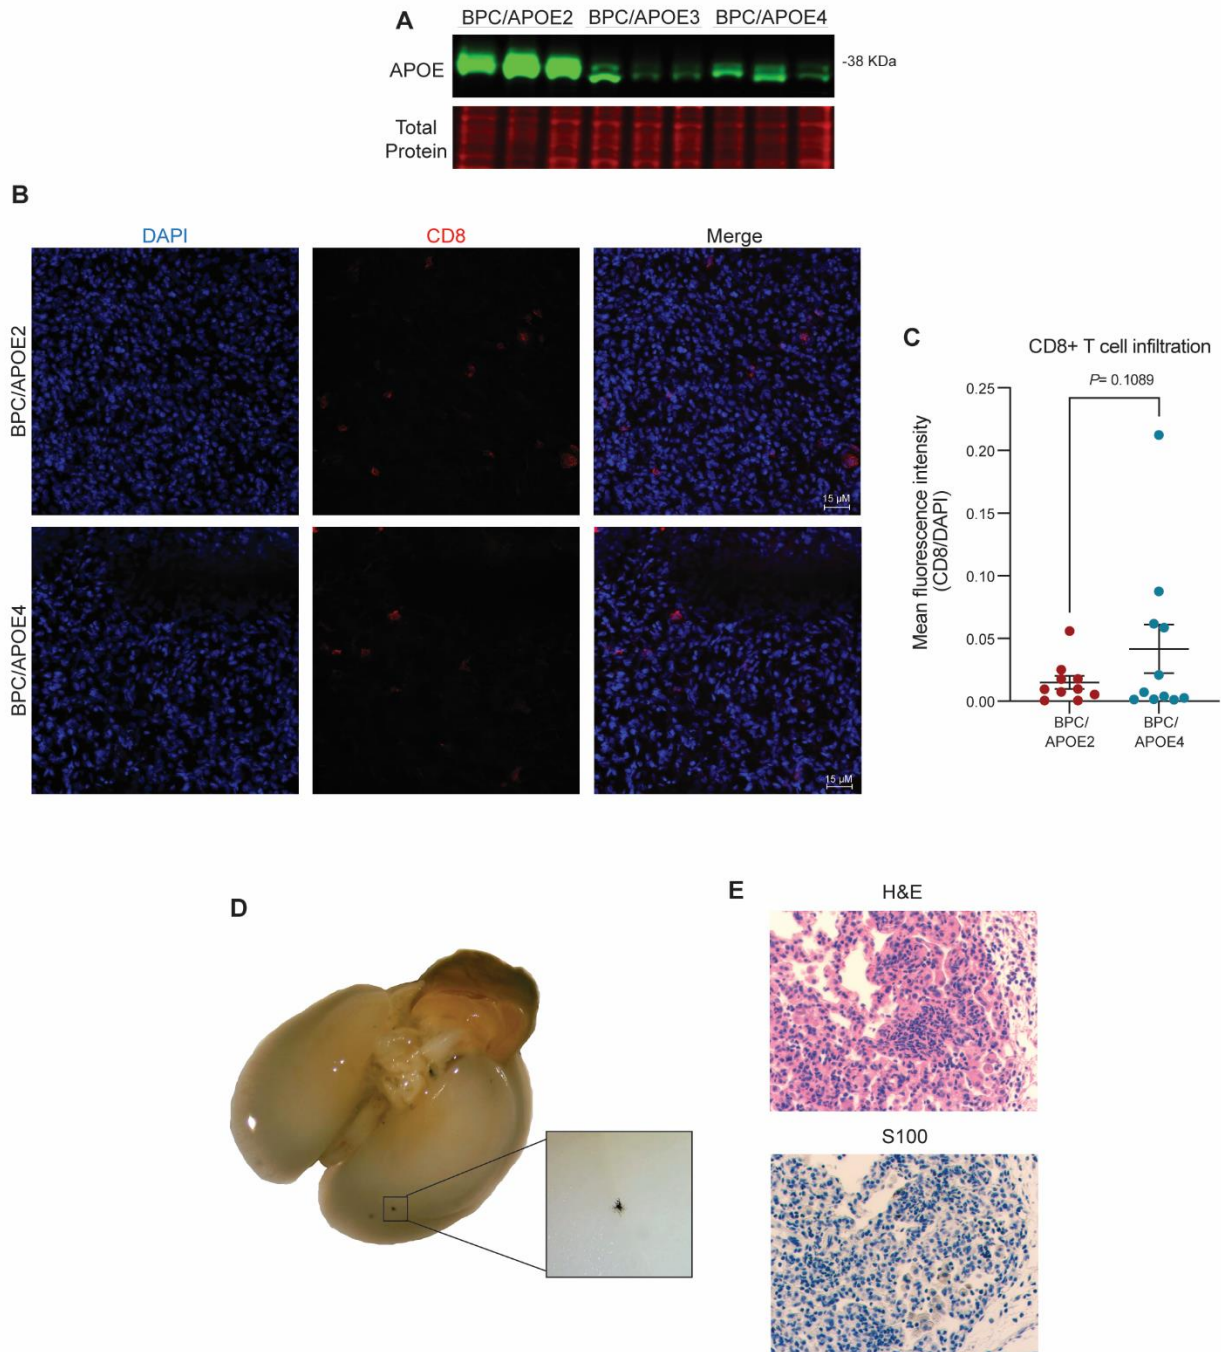 A
BPC/APOE2 BPC/APOE3 BPC/APOE4
APOE
-38 KDa
Total
Protein
B
DAPI CD8 Merge
BPC/APOE2
15 µM
BPC/APOE4
15 µM
C
CD8+ T cell infiltration
P= 0.1089
Mean fluorescence intensity
(CD8/DAPI)
0.25
0.20
0.15
0.10
0.05
0.00
BPC/
APOE2
BPC/
APOE4
D
E
H&E
S100